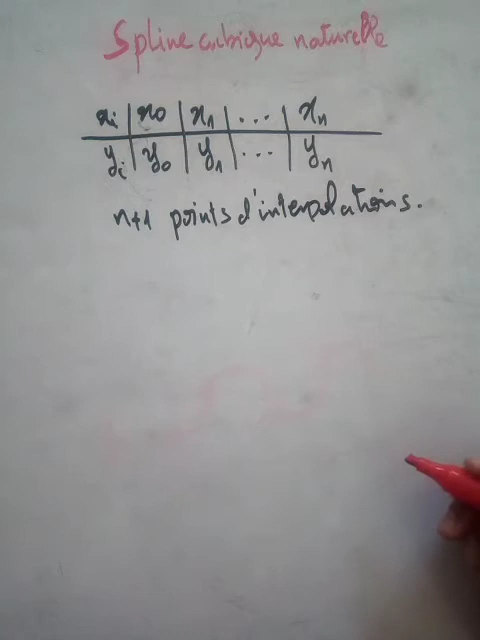 Spline cubique naturelle
xi | x0 | x1 | ... | xn
yi | y0 | y1 | ... | yn
n+1 points d'interpolations.